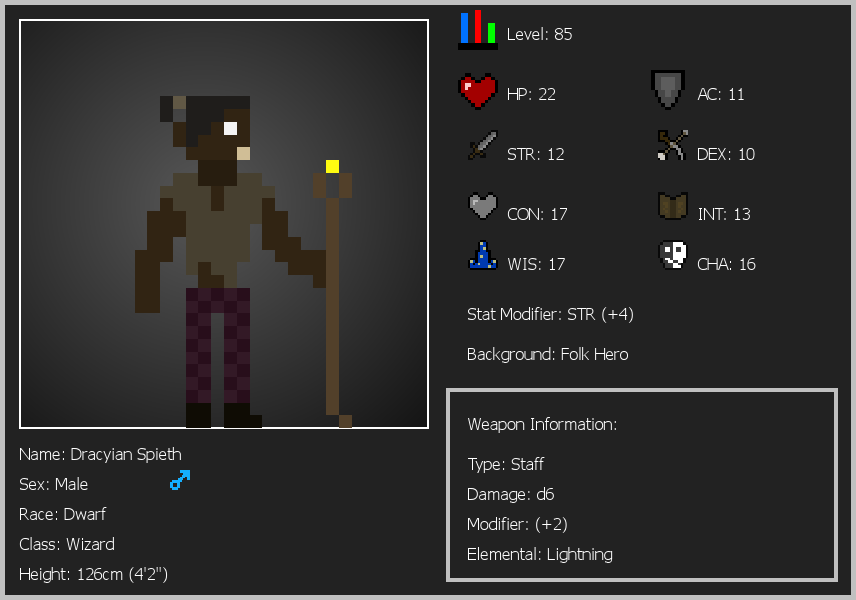 Level: 85
HP: 22
AC: 11
STR: 12
DEX: 10
CON: 17
INT: 13
WIS: 17
CHA: 16
Stat Modifier: STR (+4)
Background: Folk Hero
Weapon Information:
Type: Staff
Damage: d6
Modifier: (+2)
Elemental: Lightning
Name: Dracyian Spieth
Sex: Male
Race: Dwarf
Class: Wizard
Height: 126cm (4'2")